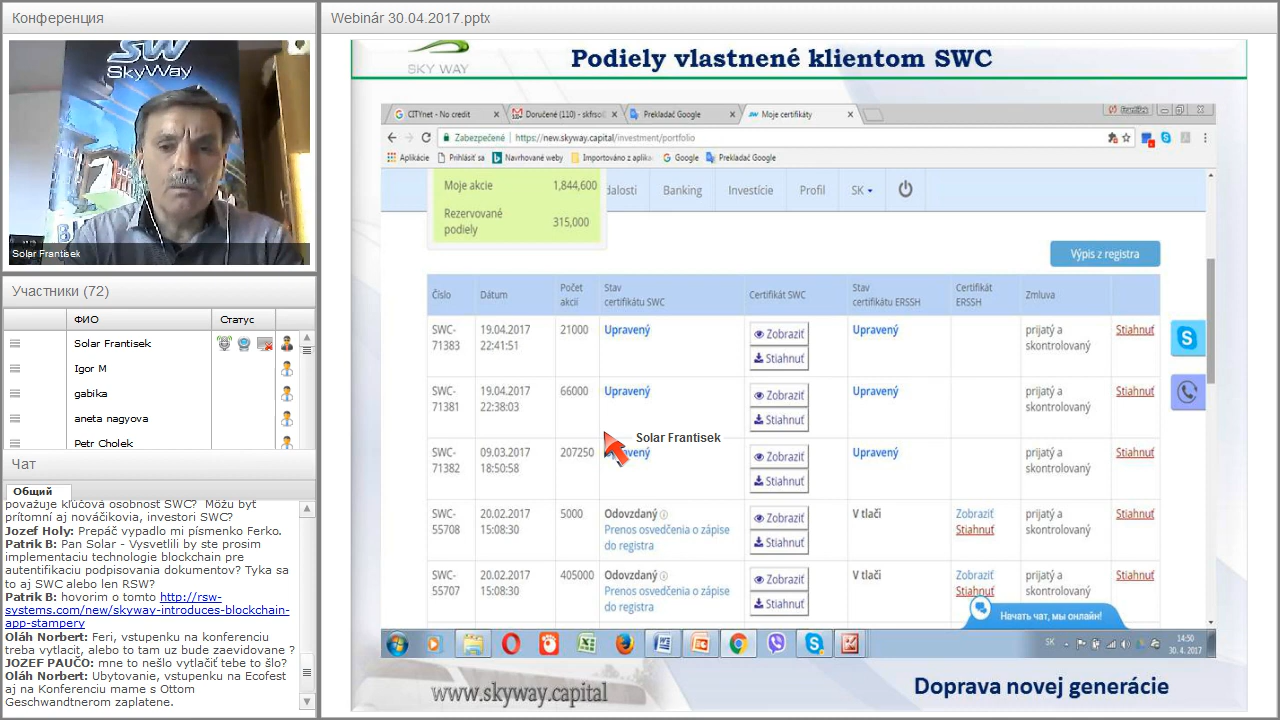 Конференция
SW
SkyWay
Solar Frantisek
Участники (72)
ФИО
Статус
Solar Frantisek
Igor M
gabika
aneta nagyova
Petr Cholek
Чат
Общий
považuje kľúčová osobnosť SWC? Môžu byť
prítomní aj nováčikovia, investori SWC?
Jozef Holy: Prepáč vypadlo mi písmenko Ferko.
Patrik B: Pan Solar - Vysvetlili by ste prosim
implementaciu technologie blockchain pre
autentifikaciu podpisovania dokumentov? Tyka sa
to aj SWC alebo len RSW?
Patrik B: hovorim o tomto http://rsw-
systems.com/new/skyway-introduces-blockchain-
app-stampery
Oláh Norbert: Feri, vstupenku na konferenciu
treba vytlacit, alebo tam uz bude zaevidovane ?
JOZEF PAUČO: mne to nešlo vytlačiť tebe to šlo?
Oláh Norbert: Ubytovanie, vstupenku na Ecofest
aj na Konferenciu mame s Ottom
Geschwandtnerom zaplatene.
Webinár 30.04.2017.pptx
SKY WAY
Podiely vlastnené klientom SWC
CITYnet - No credit
Doručené (110) - skfrsol
Prekladač Google
Moje certifikáty
František
Zabezpečené
https://new.skyway.capital/investment/portfolio
Aplikácie
Prihlásiť sa
Navrhované weby
Importováno z aplika
Google
Prekladač Google
Moje akcie 1,844,600
Rezervované
podiely 315,000
dalosti
Banking
Investície
Profil
SK
Výpis z registra
Číslo
Dátum
Počet
akcií
Stav
certifikátu SWC
Certifikát SWC
Stav
certifikátu ERSSH
Certifikát
ERSSH
Zmluva
SWC-
71383
19.04.2017
22:41:51
21000
Upravený
Zobraziť
Stiahnuť
Upravený
prijatý a
skontrolovaný
Stiahnuť
SWC-
71381
19.04.2017
22:38:03
66000
Upravený
Zobraziť
Stiahnuť
Upravený
prijatý a
skontrolovaný
Stiahnuť
Solar Frantisek
SWC-
71382
09.03.2017
18:50:58
207250
Upravený
Zobraziť
Stiahnuť
Upravený
prijatý a
skontrolovaný
Stiahnuť
SWC-
55708
20.02.2017
15:08:30
5000
Odovzdaný
Prenos osvedčenia o zápise
do registra
Zobraziť
Stiahnuť
V tlači
Zobraziť
Stiahnuť
prijatý a
skontrolovaný
Stiahnuť
SWC-
55707
20.02.2017
15:08:30
405000
Odovzdaný
Prenos osvedčenia o zápise
do registra
Zobraziť
Stiahnuť
V tlači
Zobraziť
Stiahnuť
prijatý a
skontrolovaný
Stiahnuť
Начать чат, мы онлайн!
SK
14:50
30. 4. 2017
www.skyway.capital
Doprava novej generácie